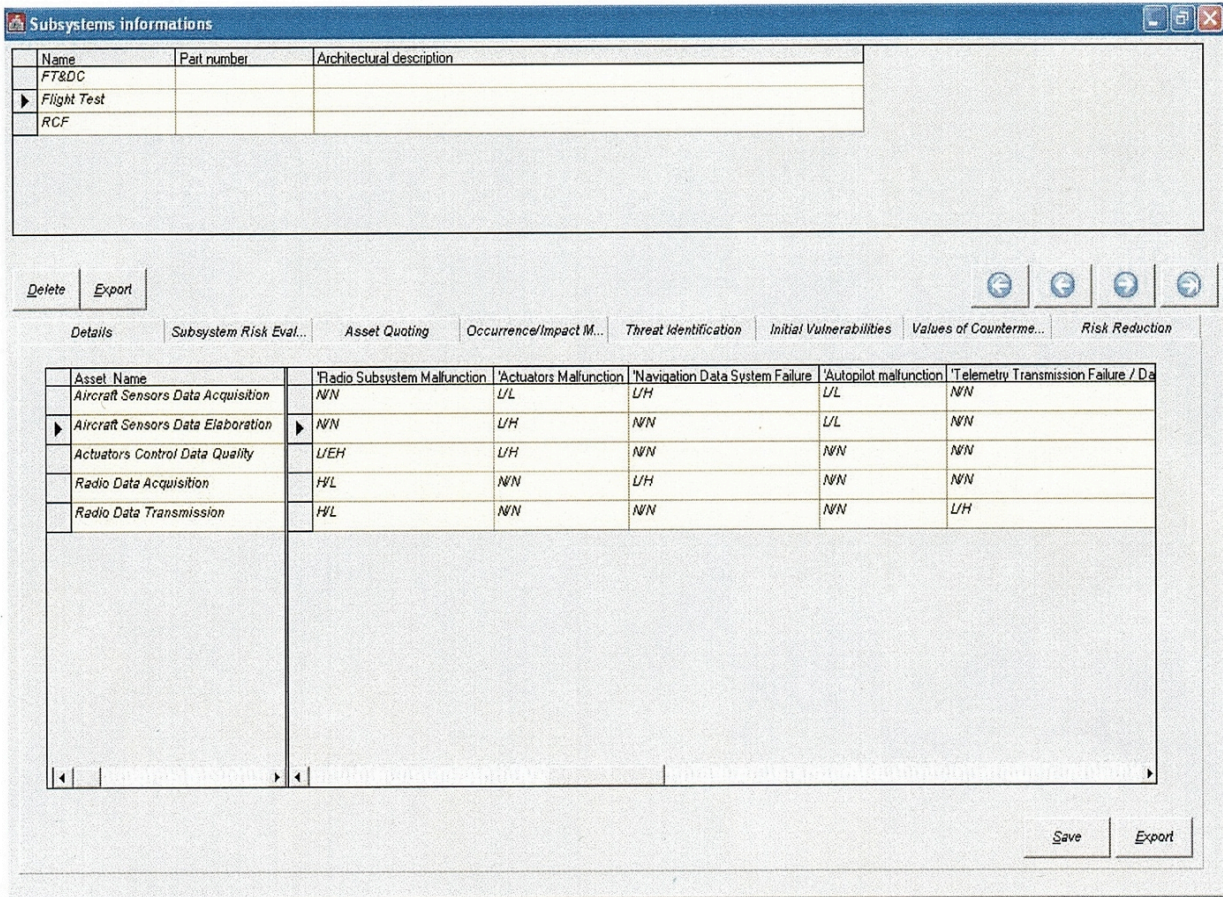 Subsystems informations
Name Part number Architectural description
FT&DC
Flight Test
RCF
Delete Export
Details Subsystem Risk Eval... Asset Quoting Occurrence/Impact M... Threat Identification Initial Vulnerabilities Values of Counterme... Risk Reduction
Asset Name 'Radio Subsystem Malfunction 'Actuators Malfunction 'Navigation Data System Failure 'Autopilot malfunction 'Telemetry Transmission Failure / Da
Aircraft Sensors Data Acquisition N/N L/L L/H L/L N/N
Aircraft Sensors Data Elaboration N/N L/H N/N L/L N/N
Actuators Control Data Quality L/EH L/H N/N N/N N/N
Radio Data Acquisition H/L N/N L/H N/N N/N
Radio Data Transmission H/L N/N N/N N/N L/H
Save Export